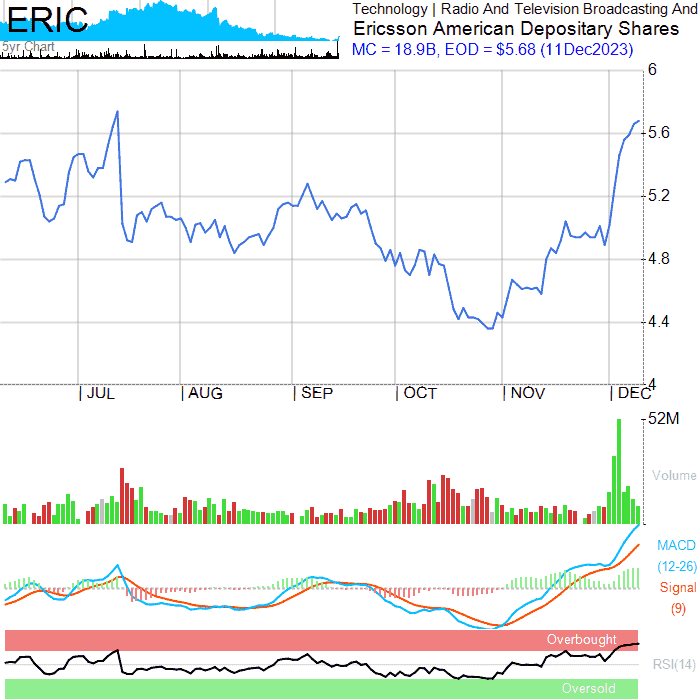 ERIC
5yr Chart
Technology | Radio And Television Broadcasting And
Ericsson American Depositary Shares
MC = 18.9B, EOD = $5.68 (11Dec2023)
6
5.6
5.2
4.8
4.4
4
| JUL | AUG | SEP | OCT | NOV | DEC
52M
Volume
MACD
(12-26)
Signal
(9)
Overbought
RSI(14)
Oversold